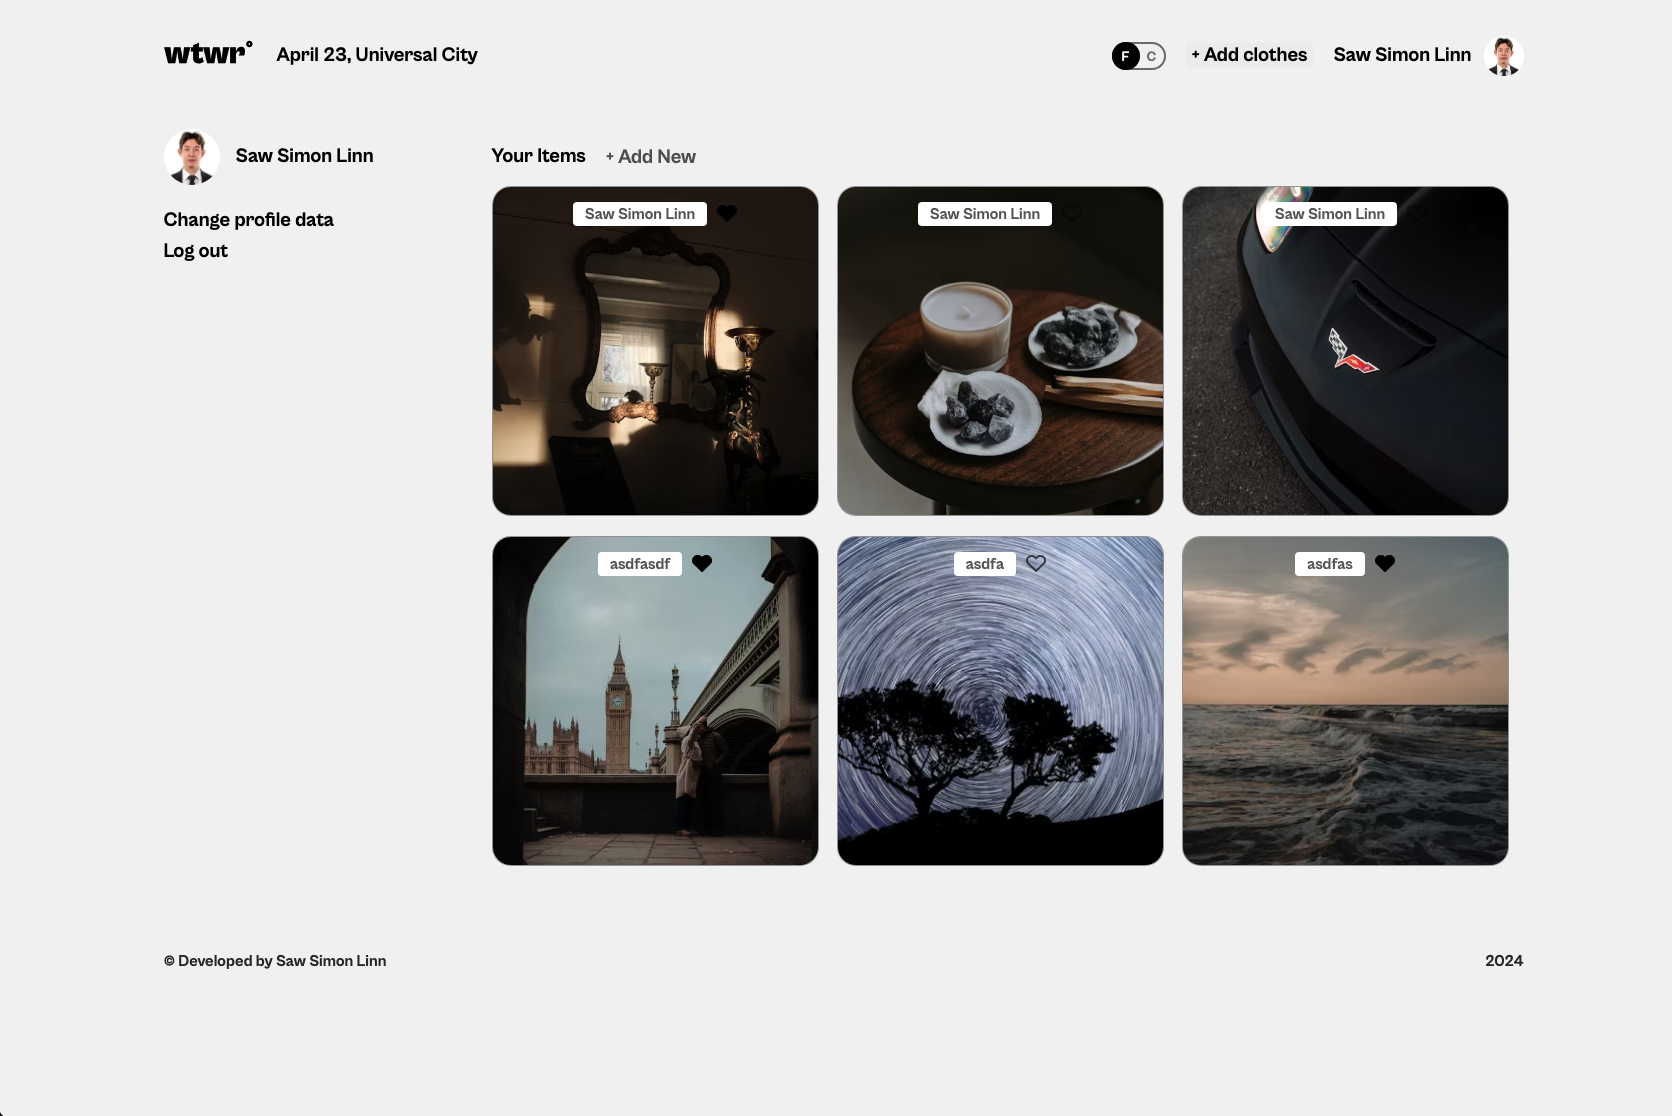 wtwr°
April 23, Universal City
F C
+ Add clothes
Saw Simon Linn
Saw Simon Linn
Change profile data
Log out
Your Items
+ Add New
Saw Simon Linn
Saw Simon Linn
Saw Simon Linn
asdfasdf
asdfa
asdfas
© Developed by Saw Simon Linn
2024